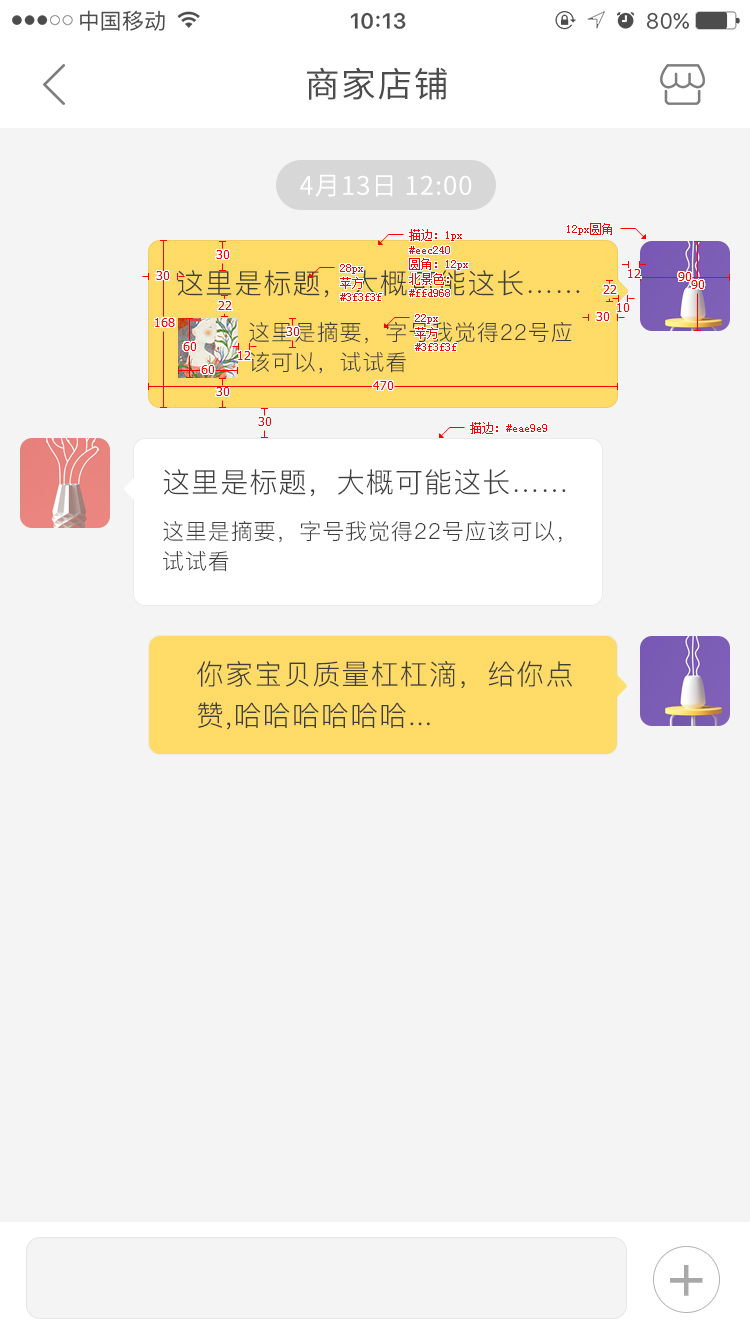 中国移动 10:13 80%
商家店铺
4月13日 12:00
描边：1px
#eec240
圆角：12px
北景色：
#ffd968
12px圆角
30
30
28px
苹方
#3f3f3f
这里是标题，大概可能这长……
12
90
90
22
10
22
168
60
60
12
30
22px
苹方
#3f3f3f
30
这里是摘要，字号我觉得22号应
该可以，试试看
470
30
30
描边：#eae9e9
这里是标题，大概可能这长……
这里是摘要，字号我觉得22号应该可以，
试试看
你家宝贝质量杠杠滴，给你点
赞,哈哈哈哈哈哈...